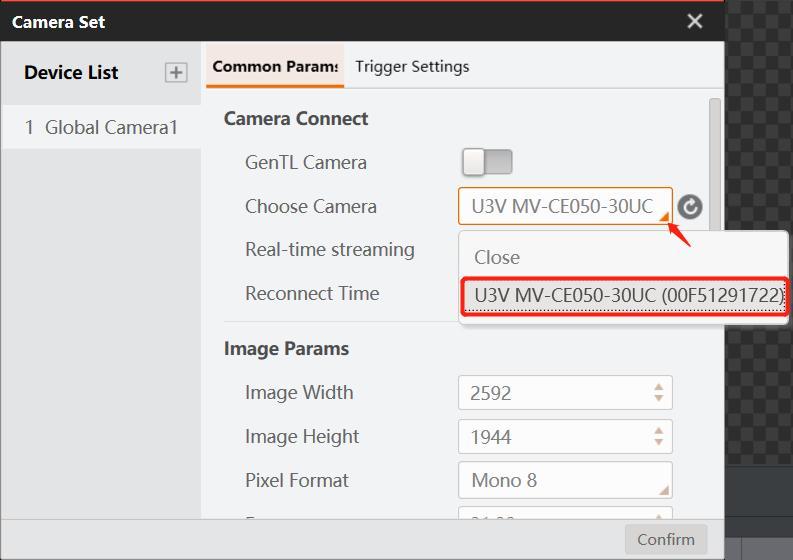 Camera Set
Device List
Common Params Trigger Settings
1 Global Camera1
Camera Connect
GenTL Camera
Choose Camera U3V MV-CE050-30UC
Real-time streaming
Close
Reconnect Time
U3V MV-CE050-30UC (00F51291722)
Image Params
Image Width 2592
Image Height 1944
Pixel Format Mono 8
Confirm